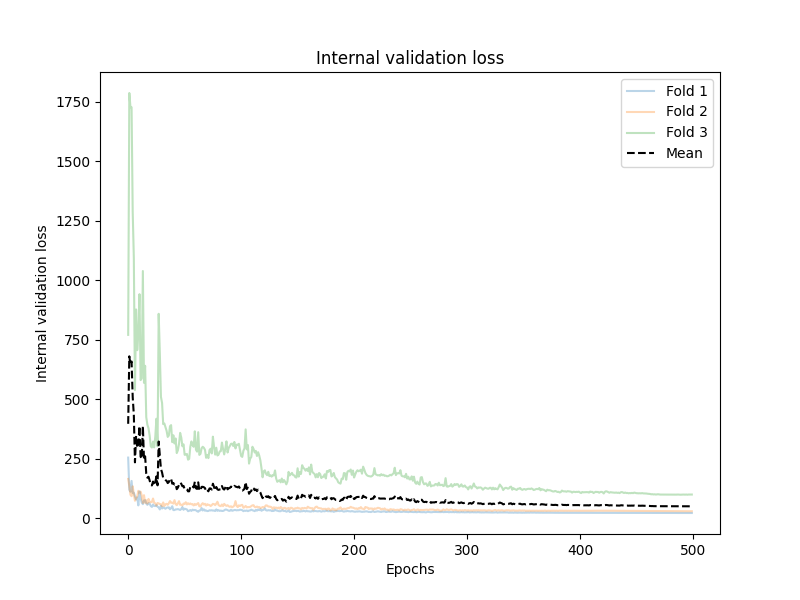 Internal validation loss
Fold 1
Fold 2
Fold 3
Mean
1750
1500
1250
1000
750
500
250
0
Internal validation loss
0 100 200 300 400 500
Epochs